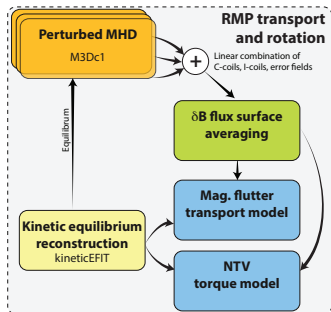 RMP transport
and rotation
Perturbed MHD
M3Dc1
+
Linear combination of
C-coils, I-coils, error fields
Equilibrium
δB flux surface
averaging
Mag. flutter
transport model
Kinetic equilibrium
reconstruction
kineticEFIT
NTV
torque model